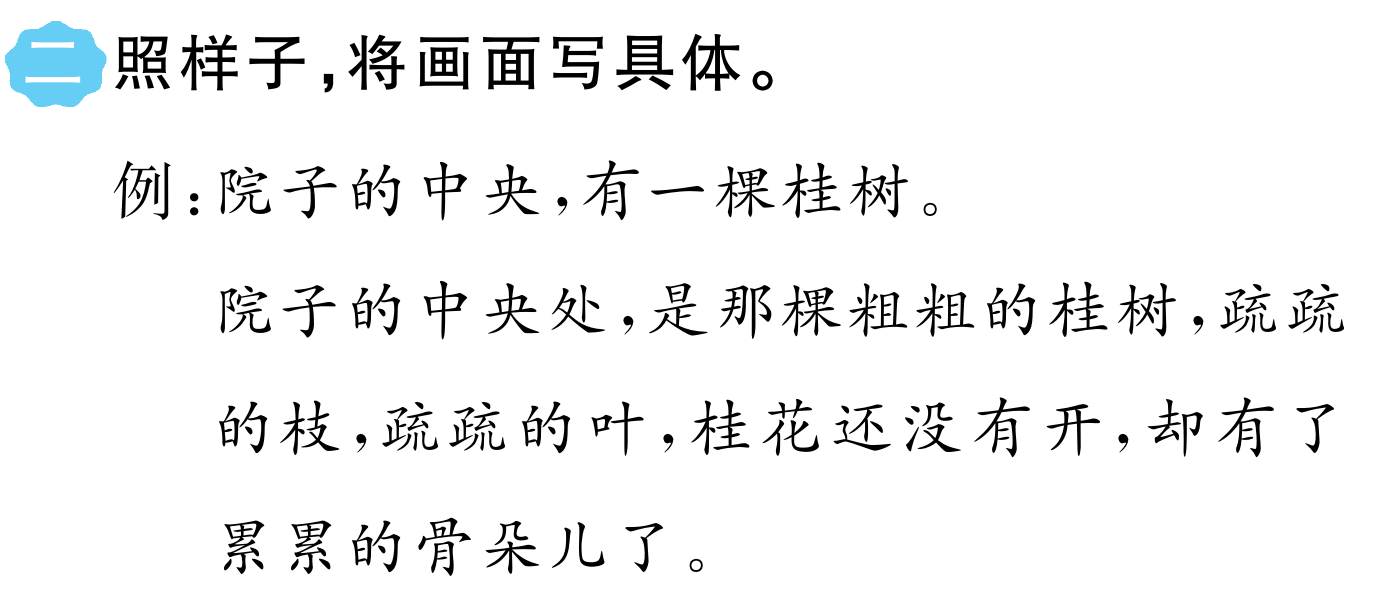 二 照样子,将画面写具体。
例:院子的中央,有一棵桂树。
院子的中央处,是那棵粗粗的桂树,疏疏
的枝,疏疏的叶,桂花还没有开,却有了
累累的骨朵儿了。